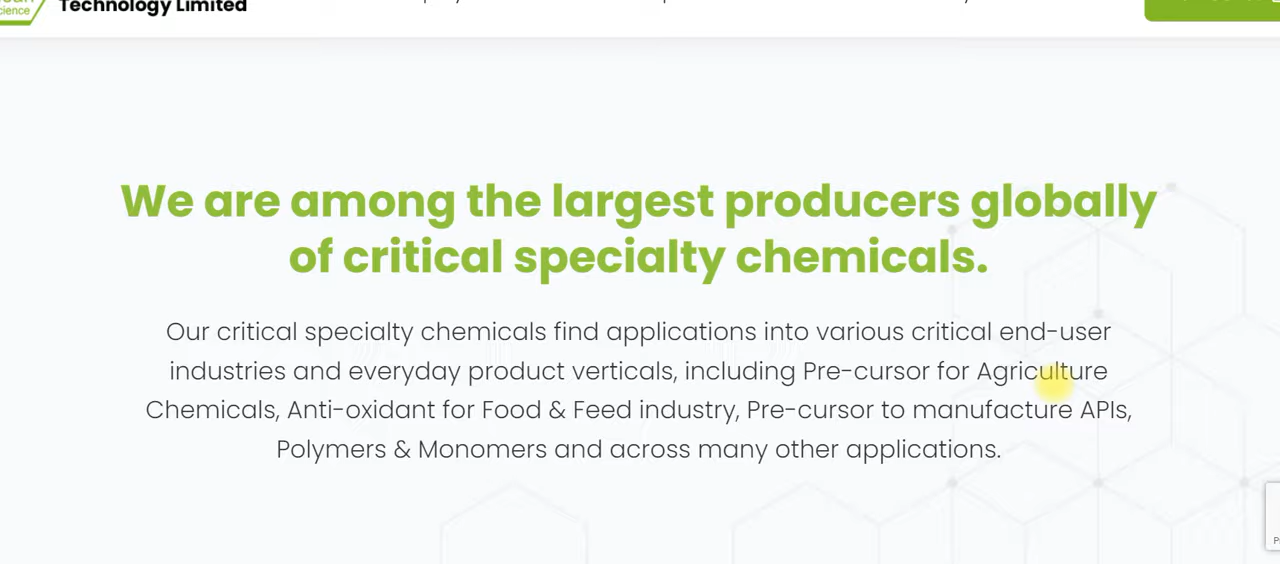 cience
Technology Limited
We are among the largest producers globally
of critical specialty chemicals.
Our critical specialty chemicals find applications into various critical end-user
industries and everyday product verticals, including Pre-cursor for Agriculture
Chemicals, Anti-oxidant for Food & Feed industry, Pre-cursor to manufacture APIs,
Polymers & Monomers and across many other applications.